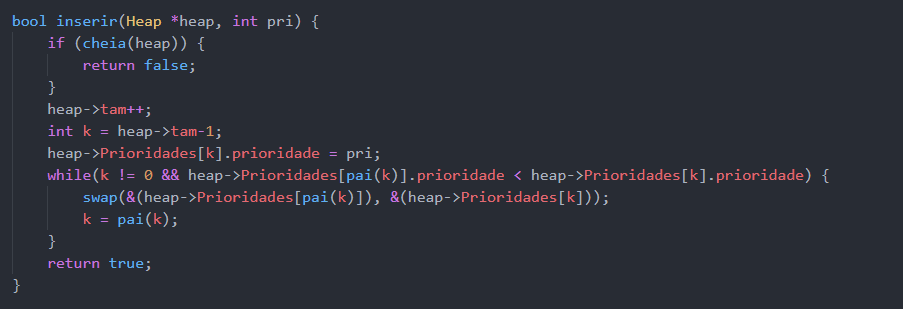 bool inserir(Heap *heap, int pri) {
    if (cheia(heap)) {
        return false;
    }
    heap->tam++;
    int k = heap->tam-1;
    heap->Prioridades[k].prioridade = pri;
    while(k != 0 && heap->Prioridades[pai(k)].prioridade < heap->Prioridades[k].prioridade) {
        swap(&(heap->Prioridades[pai(k)]), &(heap->Prioridades[k]));
        k = pai(k);
    }
    return true;
}